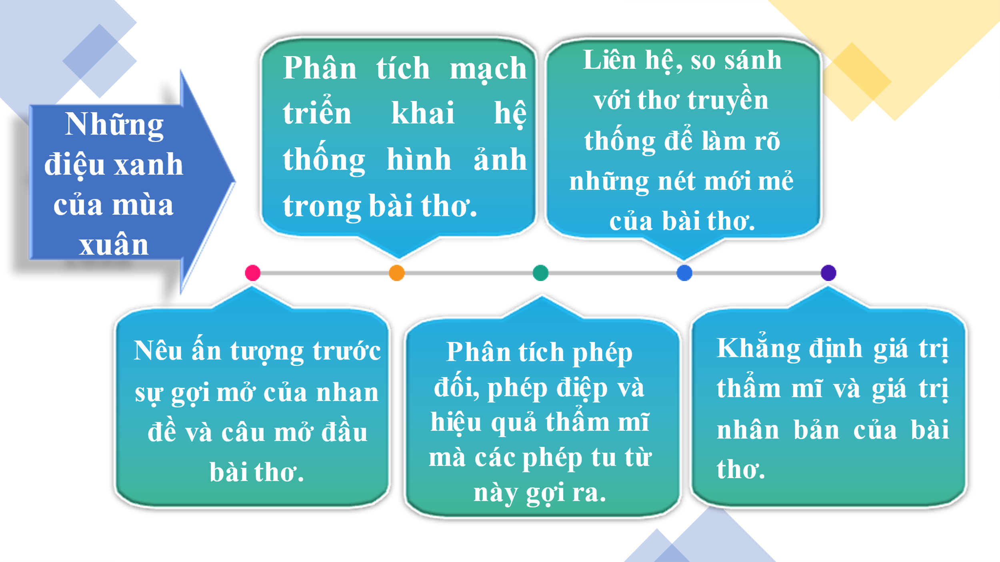 Những
điệu xanh
của mùa
xuân
Phân tích mạch
triển khai hệ
thống hình ảnh
trong bài thơ.
Liên hệ, so sánh
với thơ truyền
thống để làm rõ
những nét mới mẻ
của bài thơ.
Nêu ấn tượng trước
sự gợi mở của nhan
đề và câu mở đầu
bài thơ.
Phân tích phép
đối, phép điệp và
hiệu quả thẩm mĩ
mà các phép tu từ
này gợi ra.
Khẳng định giá trị
thẩm mĩ và giá trị
nhân bản của bài
thơ.